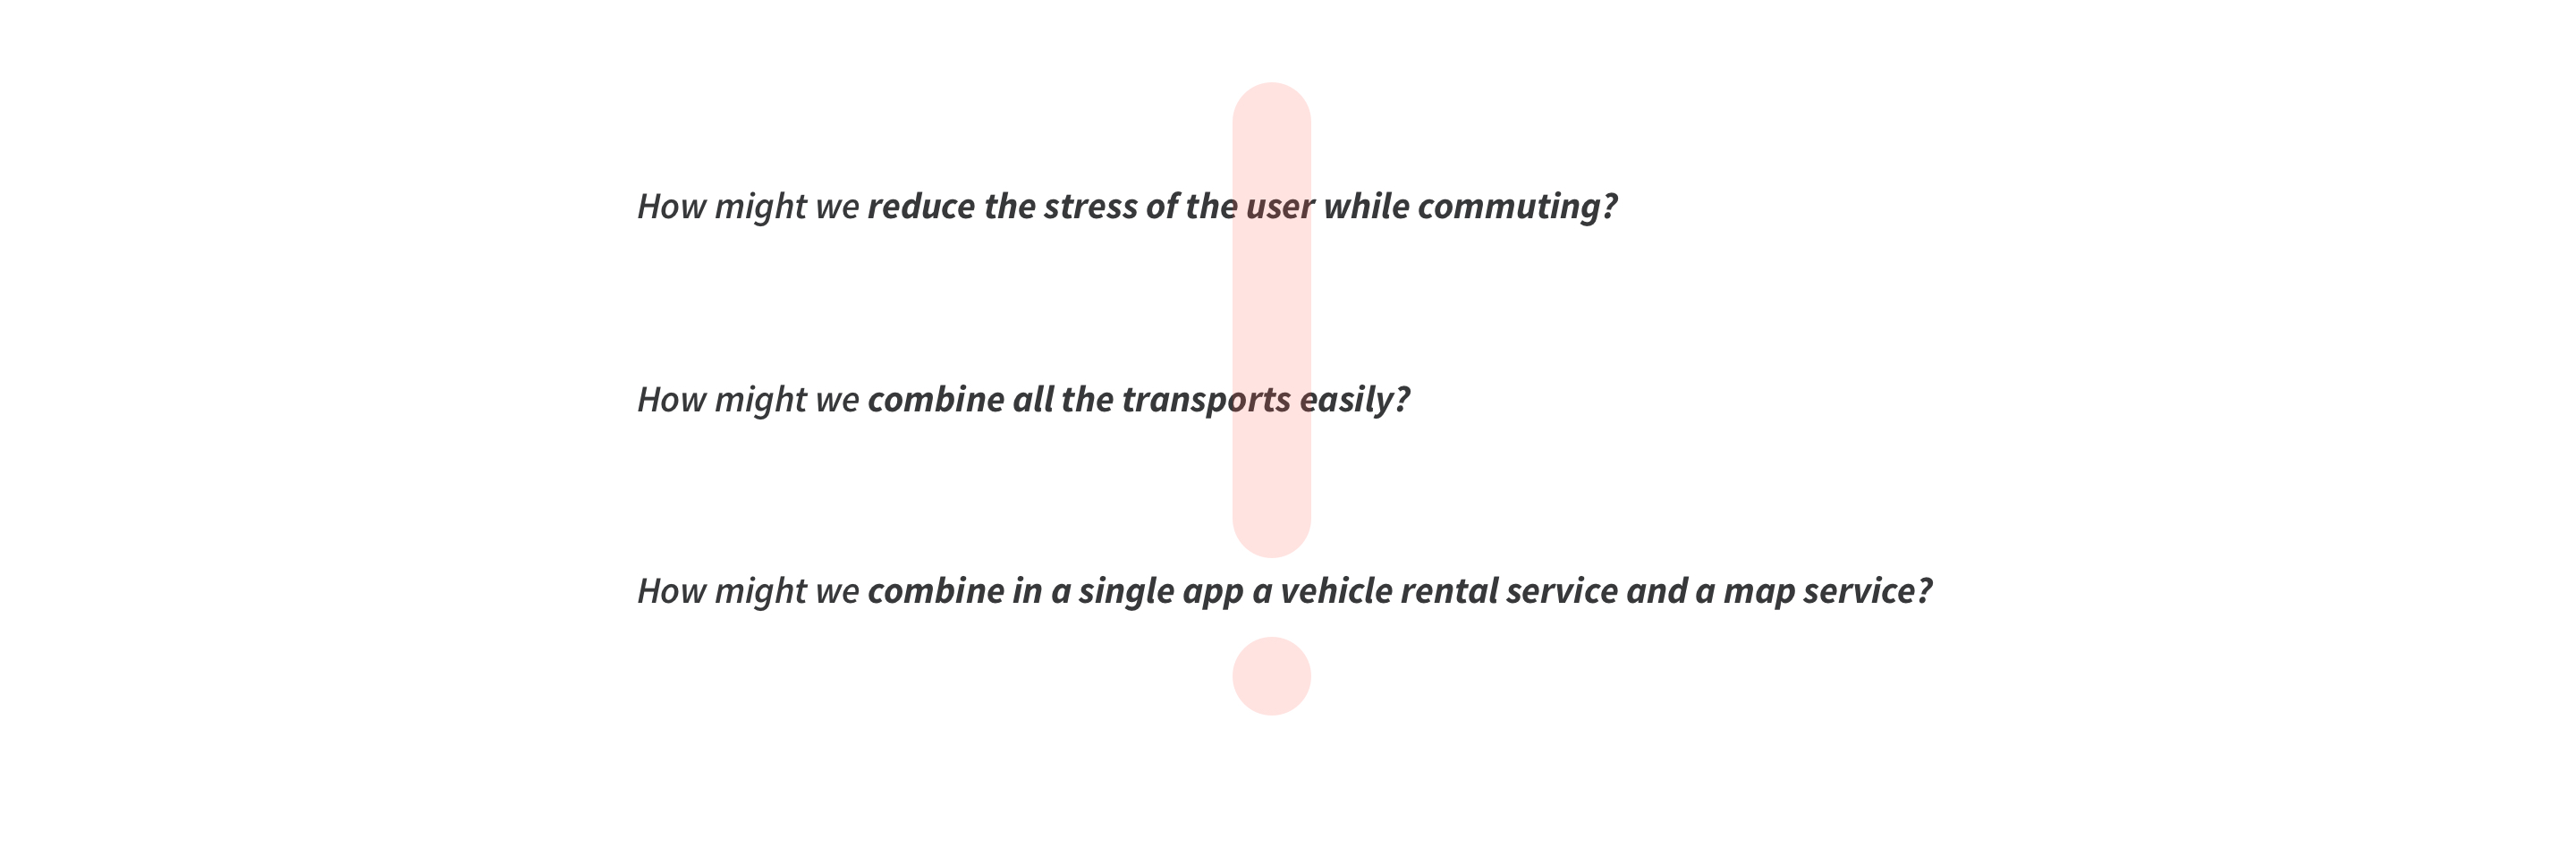 How might we reduce the stress of the user while commuting?
How might we combine all the transports easily?
How might we combine in a single app a vehicle rental service and a map service?